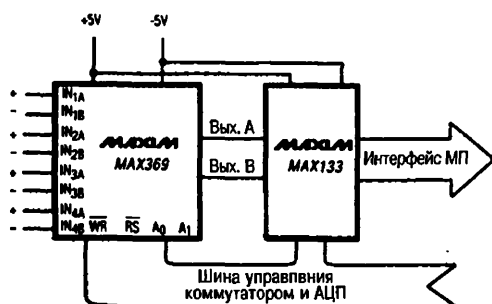 +5V -5V
+ IN1A
- IN1B
+ IN2A
- IN2B
+ IN3A
- IN3B
+ IN4A
- IN4B WR RS A0 A1
MAXIM
MAX369
Вых. A
Вых. B
MAXIM
MAX133
Интерфейс МП
Шина управпвния
коммутатором и АЦП